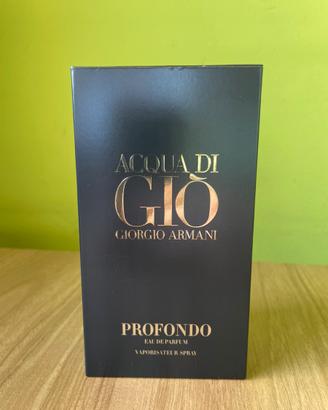 ACQUA DI
GIÒ
GIORGIO ARMANI
PROFONDO
EAU DE PARFUM
VAPORISATEUR SPRAY